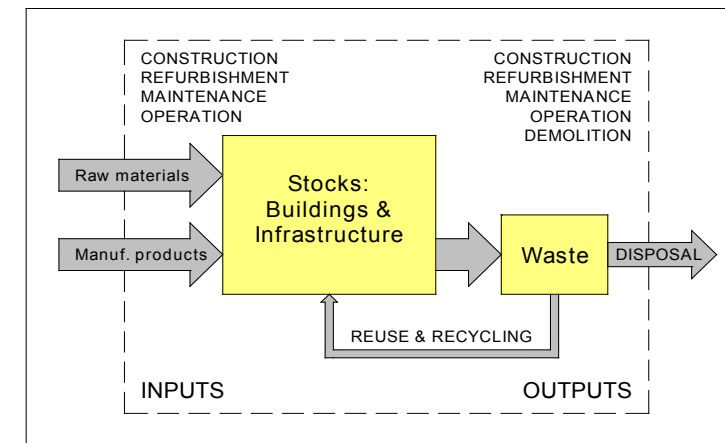 CONSTRUCTION
REFURBISHMENT
MAINTENANCE
OPERATION
CONSTRUCTION
REFURBISHMENT
MAINTENANCE
OPERATION
DEMOLITION
Raw materials
Manuf. products
Stocks:
Buildings &
Infrastructure
Waste
DISPOSAL
REUSE & RECYCLING
INPUTS
OUTPUTS